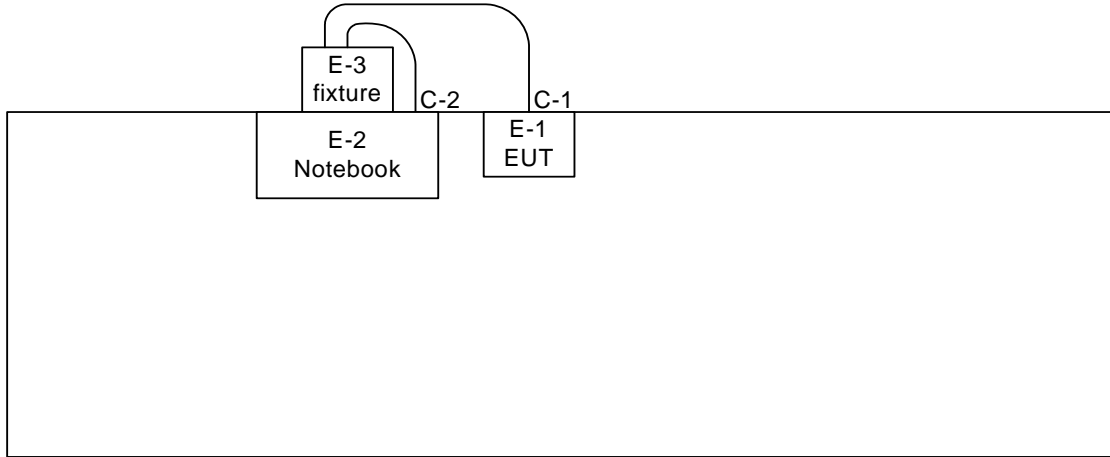 E-3
fixture
C-2
C-1
E-2
Notebook
E-1
EUT